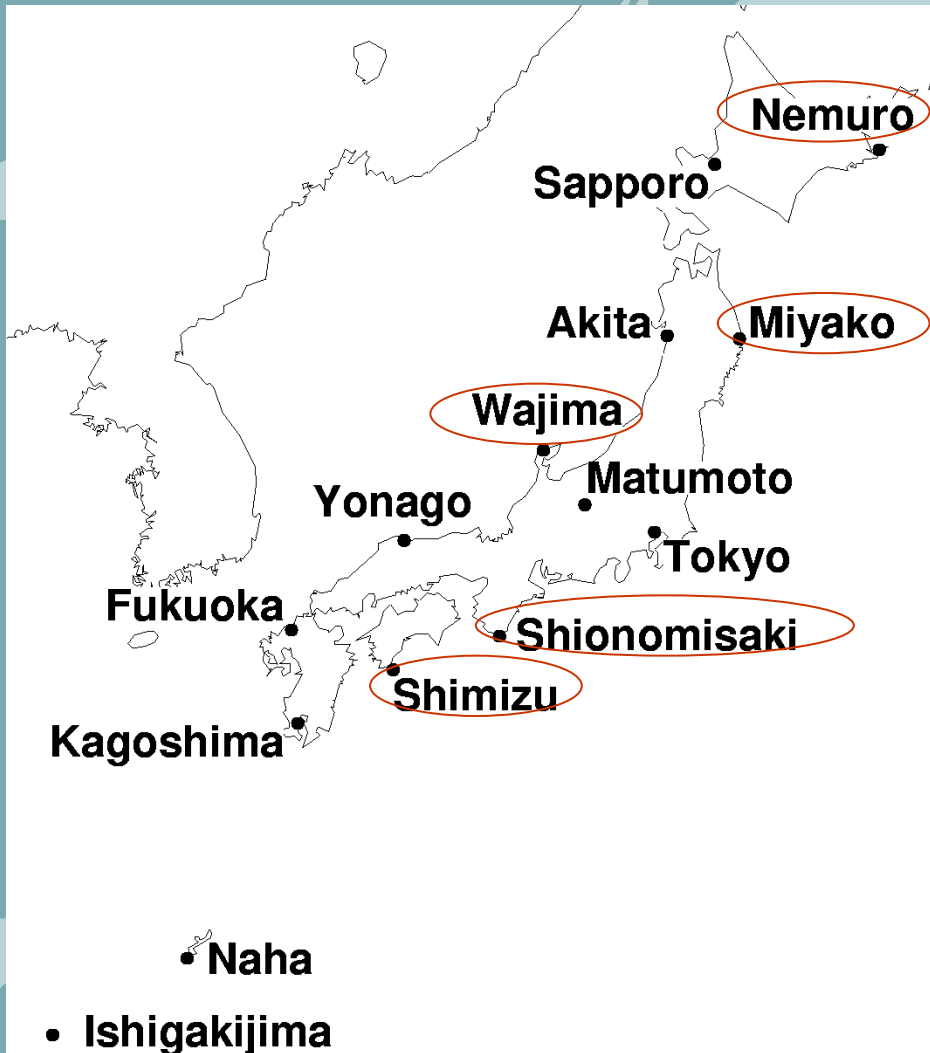 Nemuro
Sapporo
Akita
Miyako
Wajima
Matumoto
Yonago
Tokyo
Fukuoka
Shionomisaki
Shimizu
Kagoshima
Naha
Ishigakijima